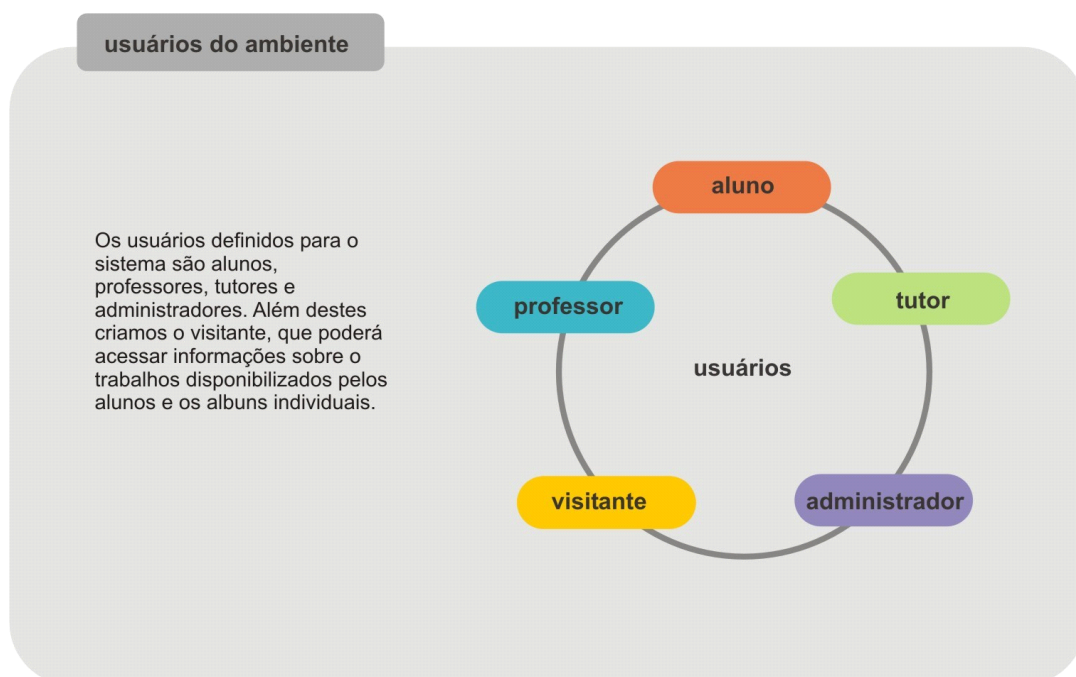 usuários do ambiente
Os usuários definidos para o
sistema são alunos,
professores, tutores e
administradores. Além destes
criamos o visitante, que poderá
acessar informações sobre o
trabalhos disponibilizados pelos
alunos e os albuns individuais.
aluno
professor
tutor
usuários
visitante
administrador